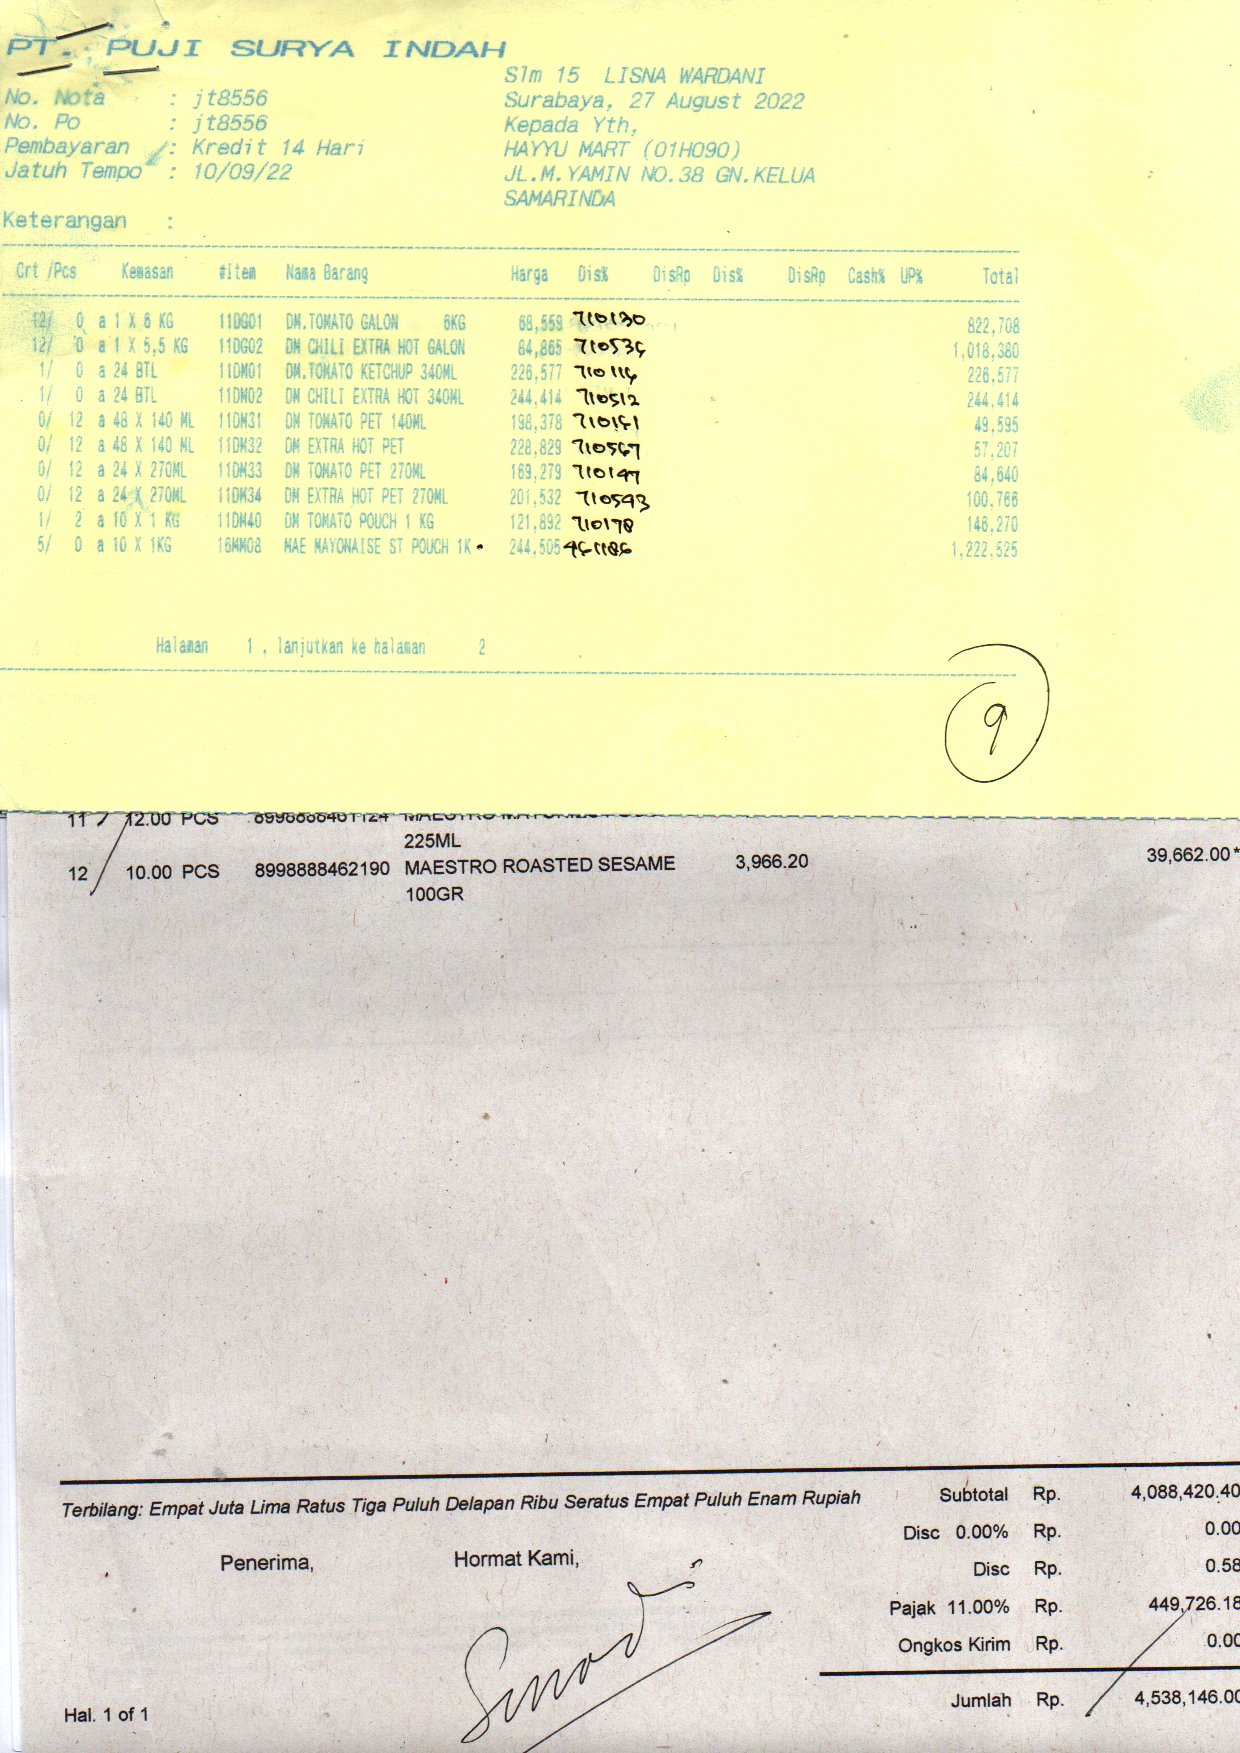 PT. PUJI SURYA INDAH
Slm 15 LISNA WARDANI
No. Nota : jt8556
Surabaya, 27 August 2022
No. Po : jt8556
Kepada Yth,
Pembayaran : Kredit 14 Hari
HAYYU MART (01H090)
Jatuh Tempo : 10/09/22
JL.M.YAMIN NO.38 GN.KELUA
SAMARINDA
Keterangan :
Crt /Pcs Kemasan #item Nama Barang Harga Dis% DisRp Dis% DisRp Cash% UP% Total
12/ 0 a 1 X 6 KG 11DG01 DM.TOMATO GALON 6KG 68,559 710130 822,708
12/ 0 a 1 X 5,5 KG 11DG02 DM CHILI EXTRA HOT GALON 84,865 710536 1,018,380
1/ 0 a 24 BTL 11DM01 DM.TOMATO KETCHUP 340ML 226,577 710116 226,577
1/ 0 a 24 BTL 11DM02 DM CHILI EXTRA HOT 340ML 244,414 710512 244,414
0/ 12 a 48 X 140 ML 11DM31 DM TOMATO PET 140ML 198,378 710161 49,595
0/ 12 a 48 X 140 ML 11DM32 DM EXTRA HOT PET 228,829 710567 57,207
0/ 12 a 24 X 270ML 11DM33 DM TOMATO PET 270ML 169,279 710147 84,640
0/ 12 a 24 X 270ML 11DM34 DM EXTRA HOT PET 270ML 201,532 710543 100,766
1/ 2 a 10 X 1 KG 11DM40 DM TOMATO POUCH 1 KG 121,892 710178 146,270
5/ 0 a 10 X 1KG 16MM08 MAE MAYONAISE ST POUCH 1K 244,505 461186 1,222,525
Halaman 1 , lanjutkan ke halaman 2
9
11 12.00 PCS 8998888461124
225ML
12 10.00 PCS 8998888462190 MAESTRO ROASTED SESAME 3,966.20 39,662.00*
100GR
Terbilang: Empat Juta Lima Ratus Tiga Puluh Delapan Ribu Seratus Empat Puluh Enam Rupiah
Subtotal Rp. 4,088,420.40
Disc 0.00% Rp. 0.00
Penerima, Hormat Kami,
Disc Rp. 0.58
Pajak 11.00% Rp. 449,726.18
Ongkos Kirim Rp. 0.00
Jumlah Rp. 4,538,146.00
Hal. 1 of 1